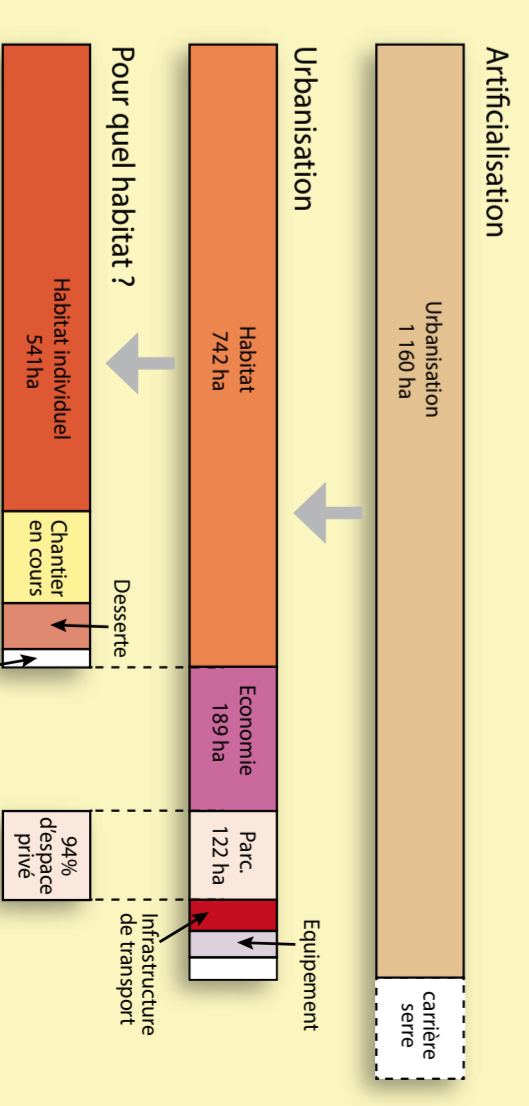 Artificialisation
Urbanisation
1 160 ha
carrière
serre
Urbanisation
Equipement
Habitat
742 ha
Economie
189 ha
Parc.
122 ha
Infrastructure
de transport
Pour quel habitat ?
Desserte
Habitat individuel
541ha
Chantier
en cours
94%
d'espace
privé